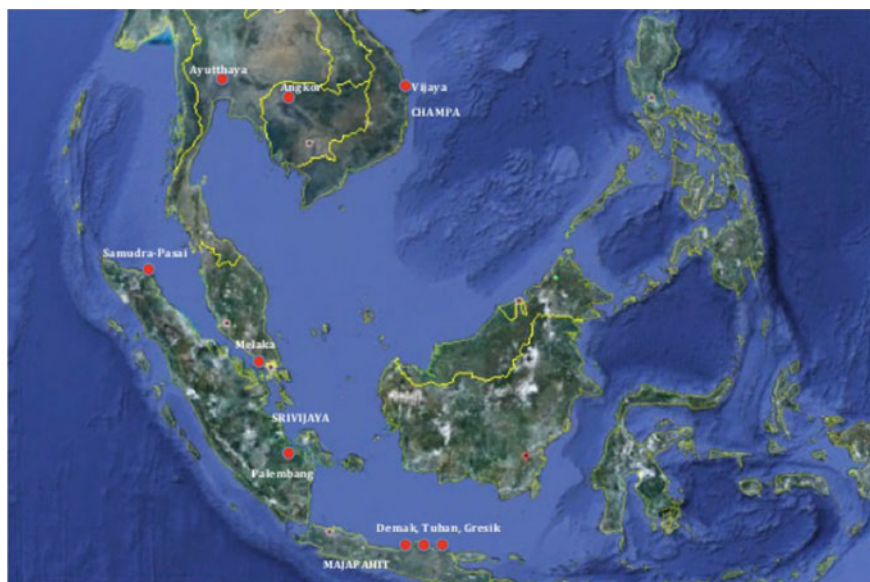 Ayutthaya
Angkor
Vijaya
CHAMPA
Samudra-Pasai
Melaka
SRIVIJAYA
Palembang
Demak, Tuban, Gresik
MAJAPAHIT